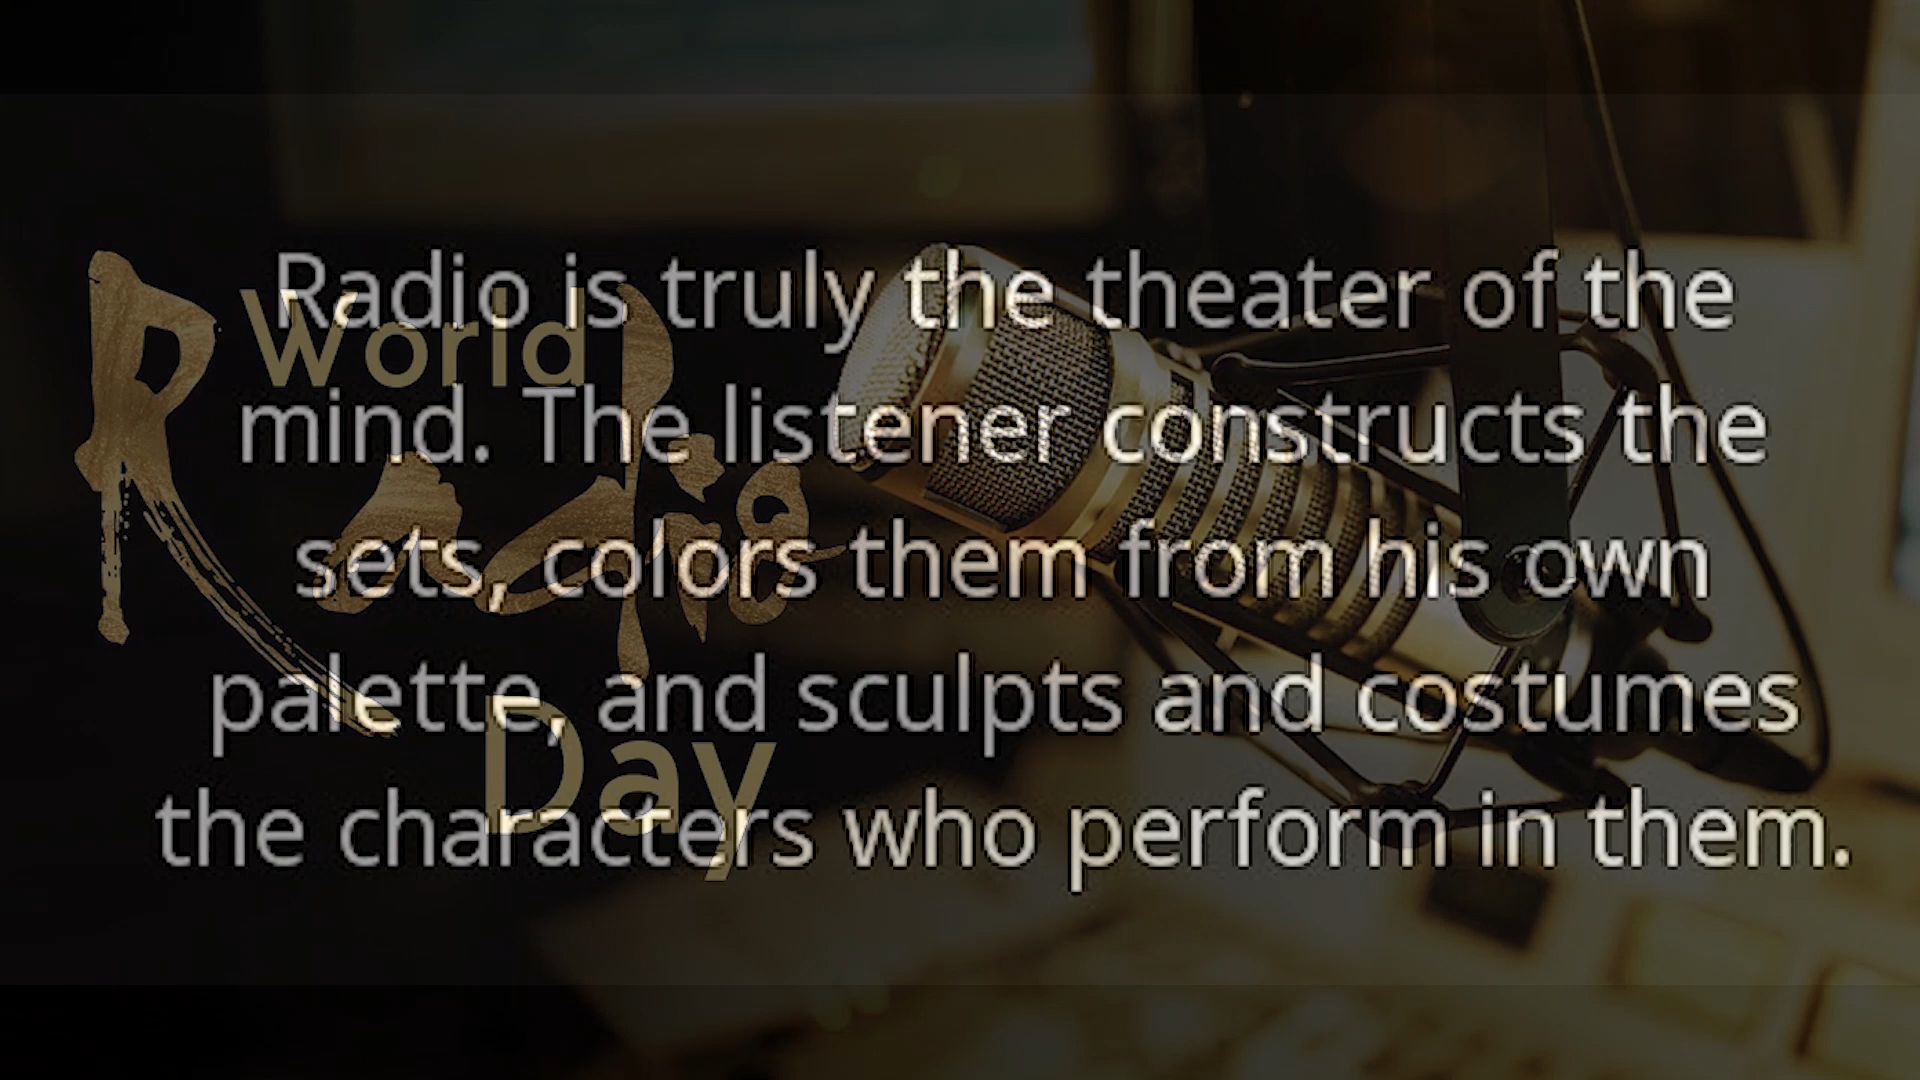 World
Radio
Day
Radio is truly the theater of the
mind. The listener constructs the
sets, colors them from his own
palette, and sculpts and costumes
the characters who perform in them.